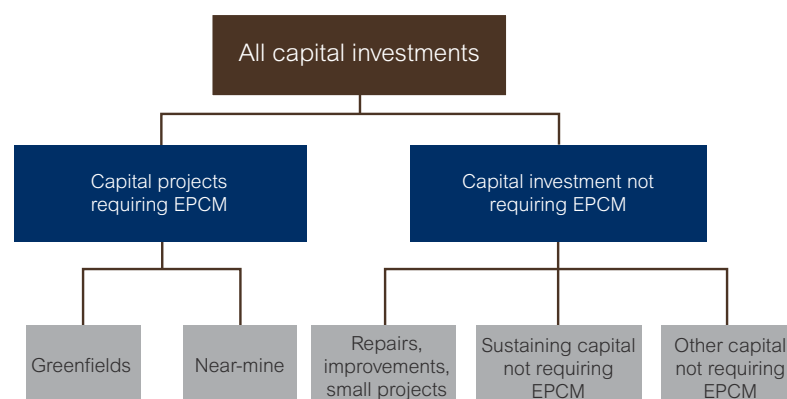 All capital investments
Capital projects
requiring EPCM
Capital investment not
requiring EPCM
Greenfields
Near-mine
Repairs,
improvements,
small projects
Sustaining capital
not requiring
EPCM
Other capital
not requiring
EPCM